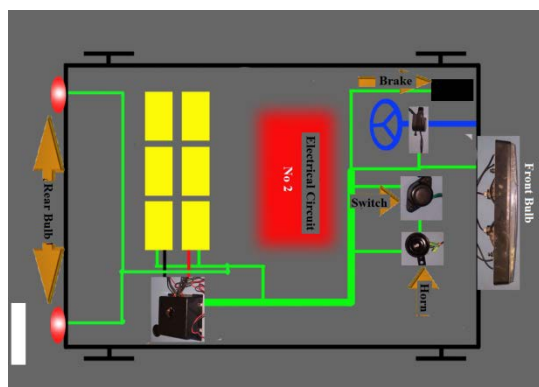 Brake
Electrical Circuit
No 2
Switch
Horn
Front Bulb
Rear Bulb